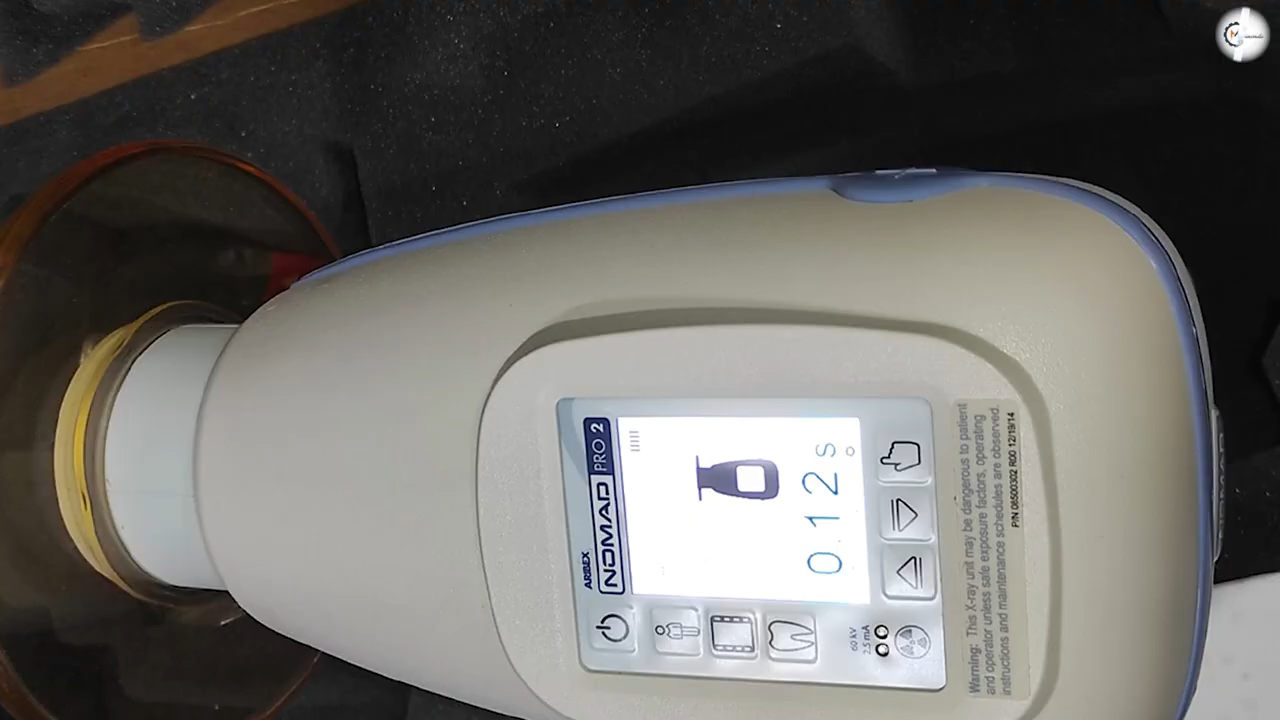 ARIBEX
NOMAD PRO 2
0.12 s
60 kV
2.5 mA
Warning: This X-ray unit may be dangerous to patient
and operator unless safe exposure factors, operating
instructions and maintenance schedules are observed.
P/N 06500302 R00 12/19/14